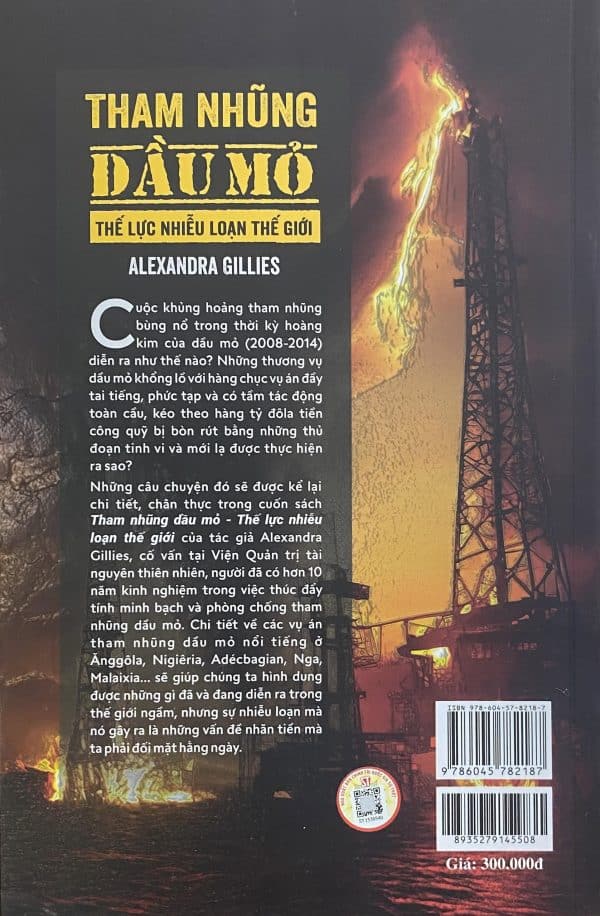 THAM NHŨNG
DẦU MỎ
THẾ LỰC NHIỄU LOẠN THẾ GIỚI
ALEXANDRA GILLIES
Cuộc khủng hoảng tham nhũng
bùng nổ trong thời kỳ hoàng
kim của dầu mỏ (2008-2014)
diễn ra như thế nào? Những thương vụ
dầu mỏ khổng lồ với hàng chục vụ án đầy
tai tiếng, phức tạp và có tầm tác động
toàn cầu, kéo theo hàng tỷ đôla tiền
công quỹ bị bòn rút bằng những thủ
đoạn tinh vi và mới lạ được thực hiện
ra sao?
Những câu chuyện đó sẽ được kể lại
chi tiết, chân thực trong cuốn sách
Tham nhũng dầu mỏ - Thế lực nhiễu
loạn thế giới của tác giả Alexandra
Gillies, cố vấn tại Viện Quản trị tài
nguyên thiên nhiên, người đã có hơn 10
năm kinh nghiệm trong việc thúc đẩy
tính minh bạch và phòng chống tham
nhũng dầu mỏ. Chi tiết về các vụ án
tham nhũng dầu mỏ nổi tiếng ở
Ănggôla, Nigiêria, Adécbagian, Nga,
Malaixia... sẽ giúp chúng ta hình dung
được những gì đã và đang diễn ra trong
thế giới ngầm, nhưng sự nhiễu loạn mà
nó gây ra là những vấn đề nhãn tiền mà
ta phải đối mặt hằng ngày.
ISBN 978-604-57-8218-7
9 786045 782187
8935279145508
Giá: 300.000đ